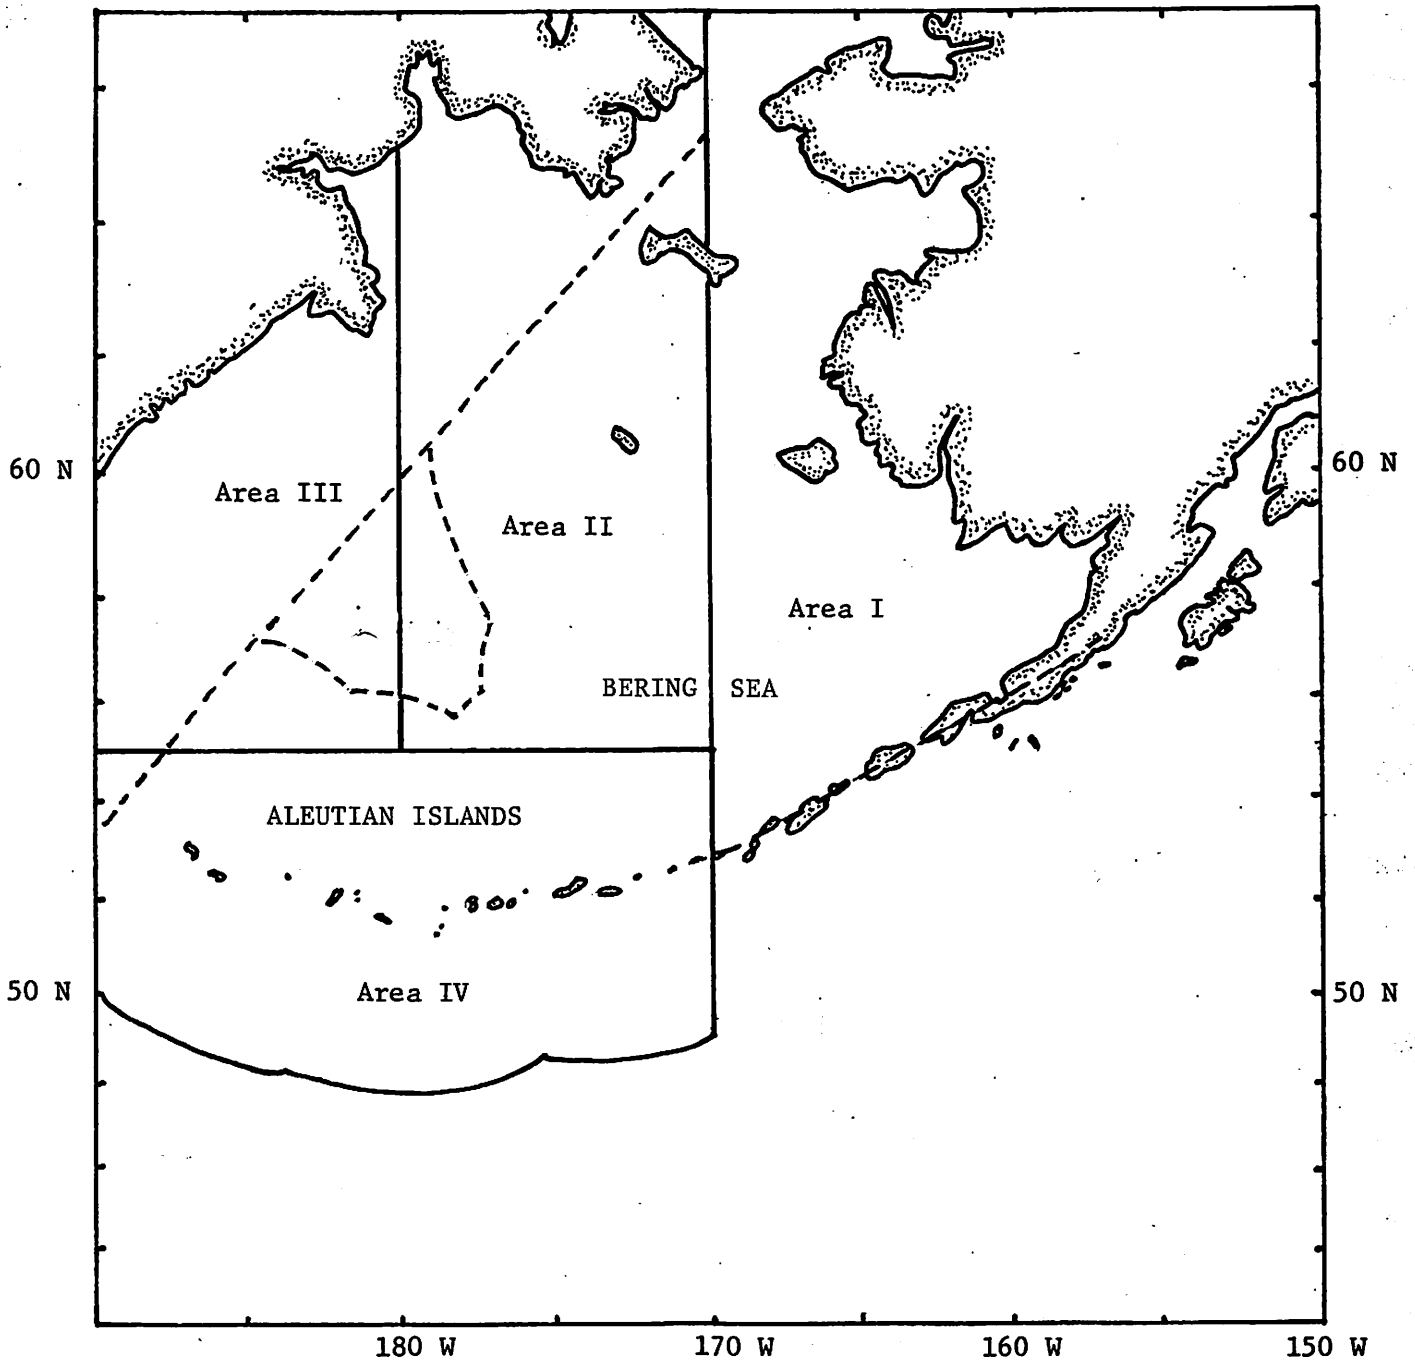 60 N
60 N
Area III
Area II
Area I
BERING SEA
ALEUTIAN ISLANDS
50 N
Area IV
50 N
180 W
170 W
160 W
150 W